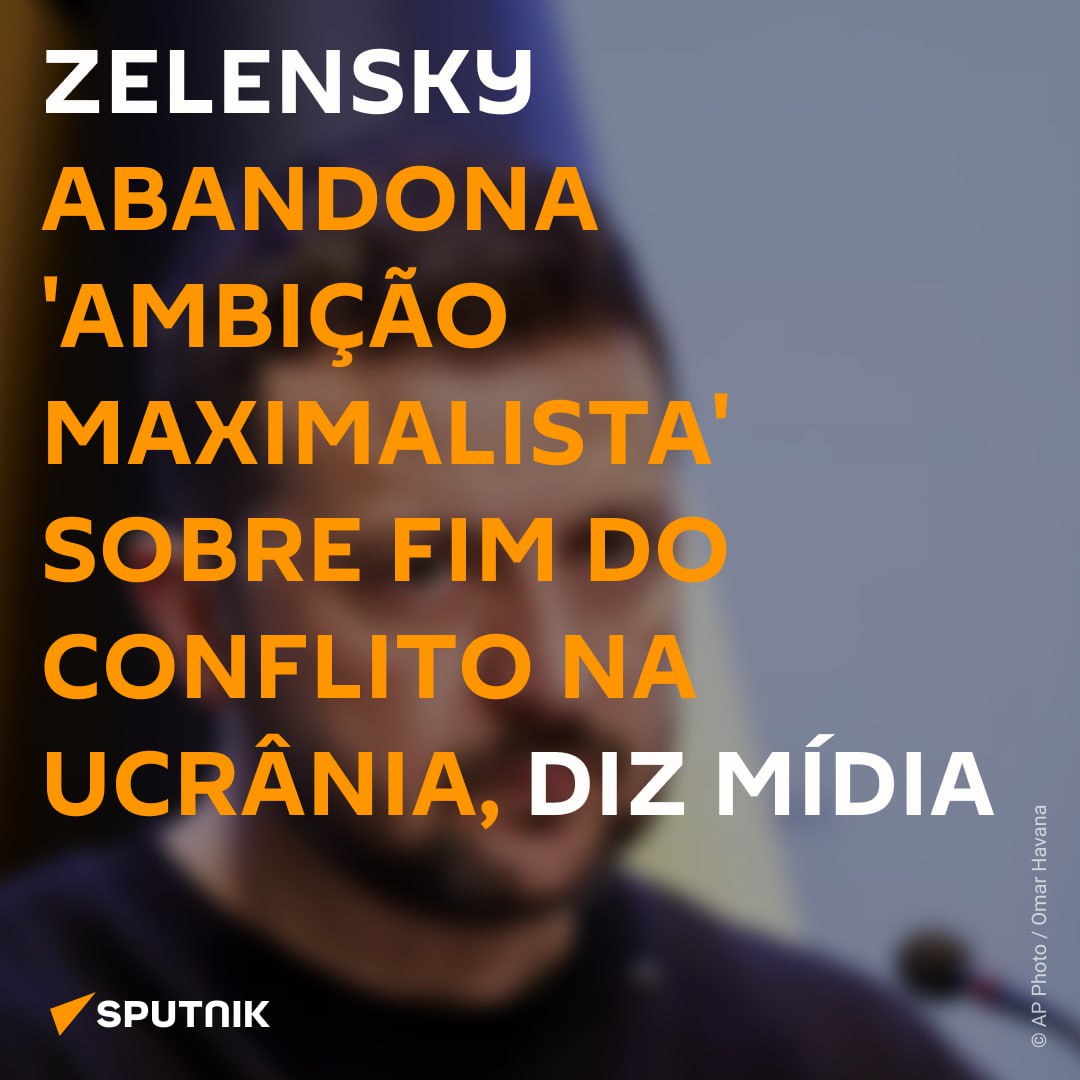 ZELENSKY
ABANDONA
'AMBIÇÃO
MAXIMALISTA'
SOBRE FIM DO
CONFLITO NA
UCRÂNIA, DIZ MÍDIA
SPUTNIK
© AP Photo / Omar Havana